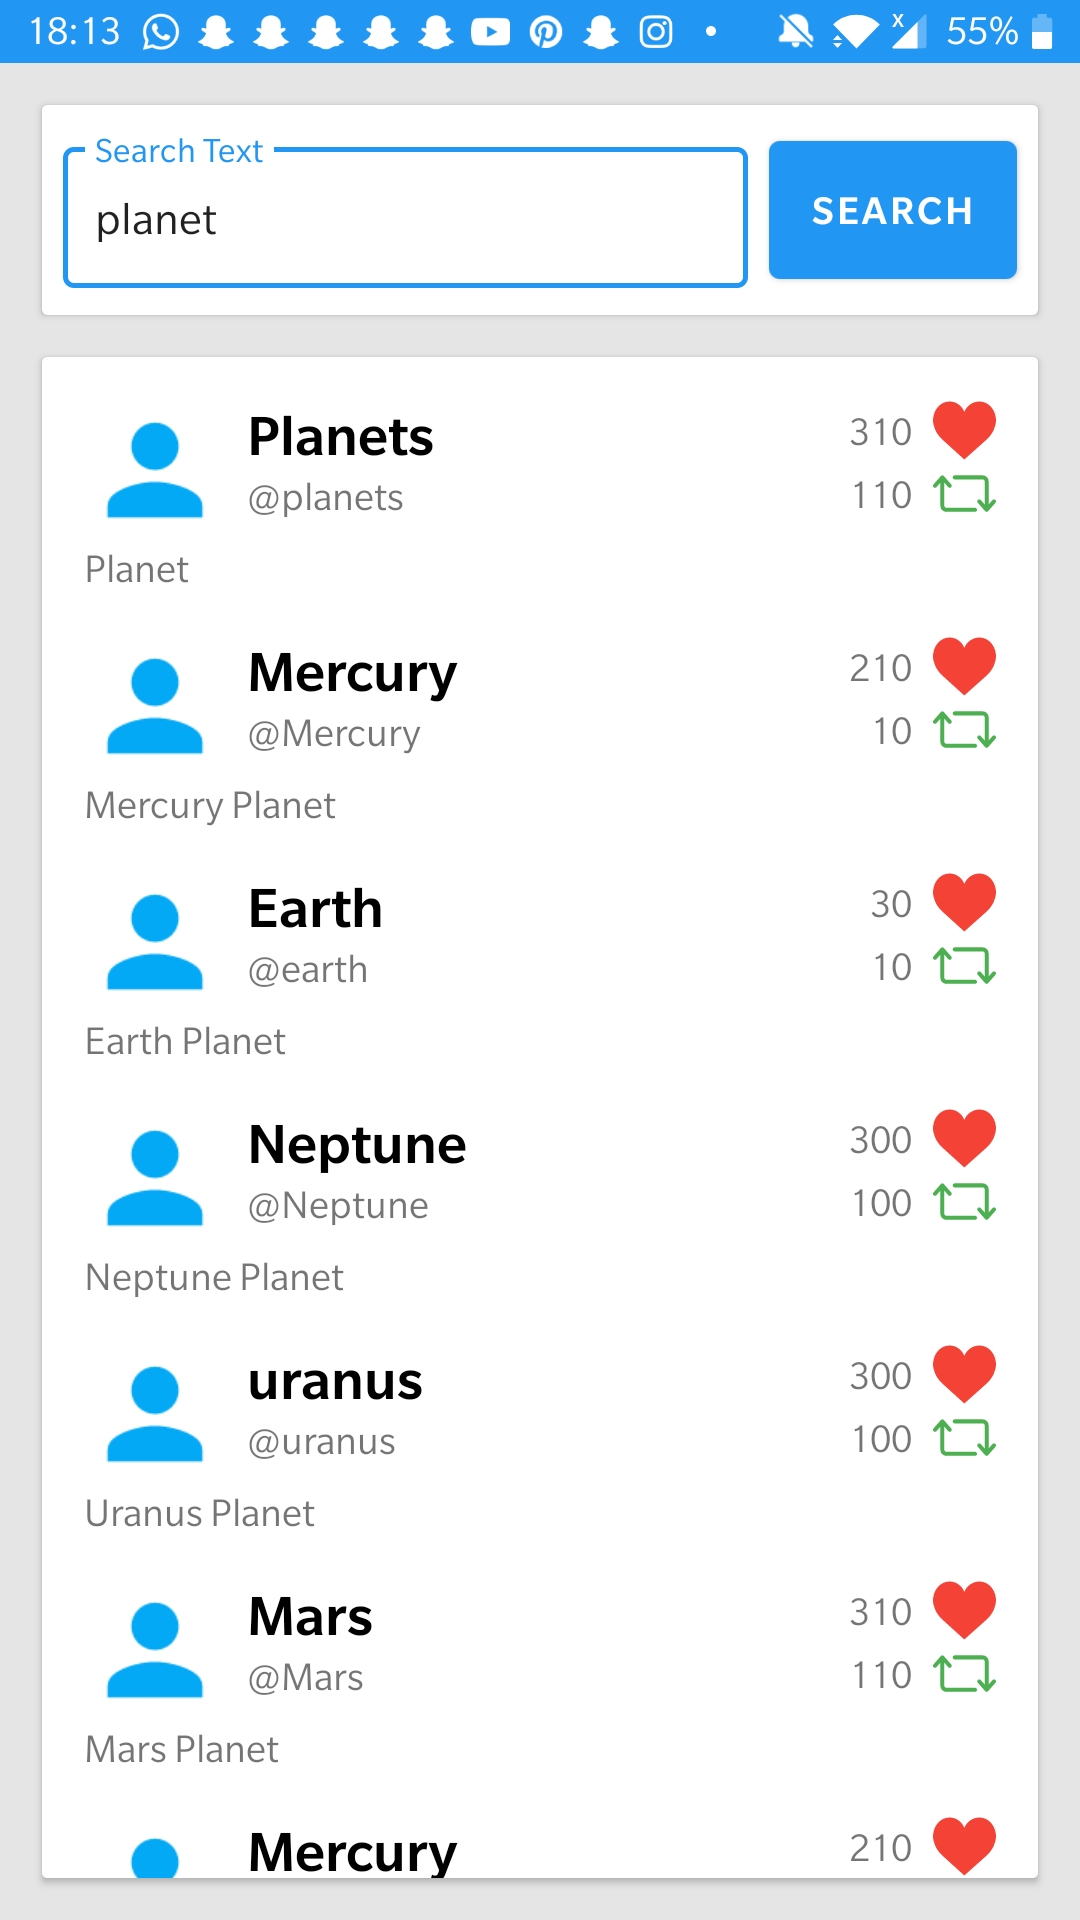 18:13 X 55%
Search Text
planet
SEARCH
Planets 310
@planets 110
Planet
Mercury 210
@Mercury 10
Mercury Planet
Earth 30
@earth 10
Earth Planet
Neptune 300
@Neptune 100
Neptune Planet
uranus 300
@uranus 100
Uranus Planet
Mars 310
@Mars 110
Mars Planet
Mercury 210